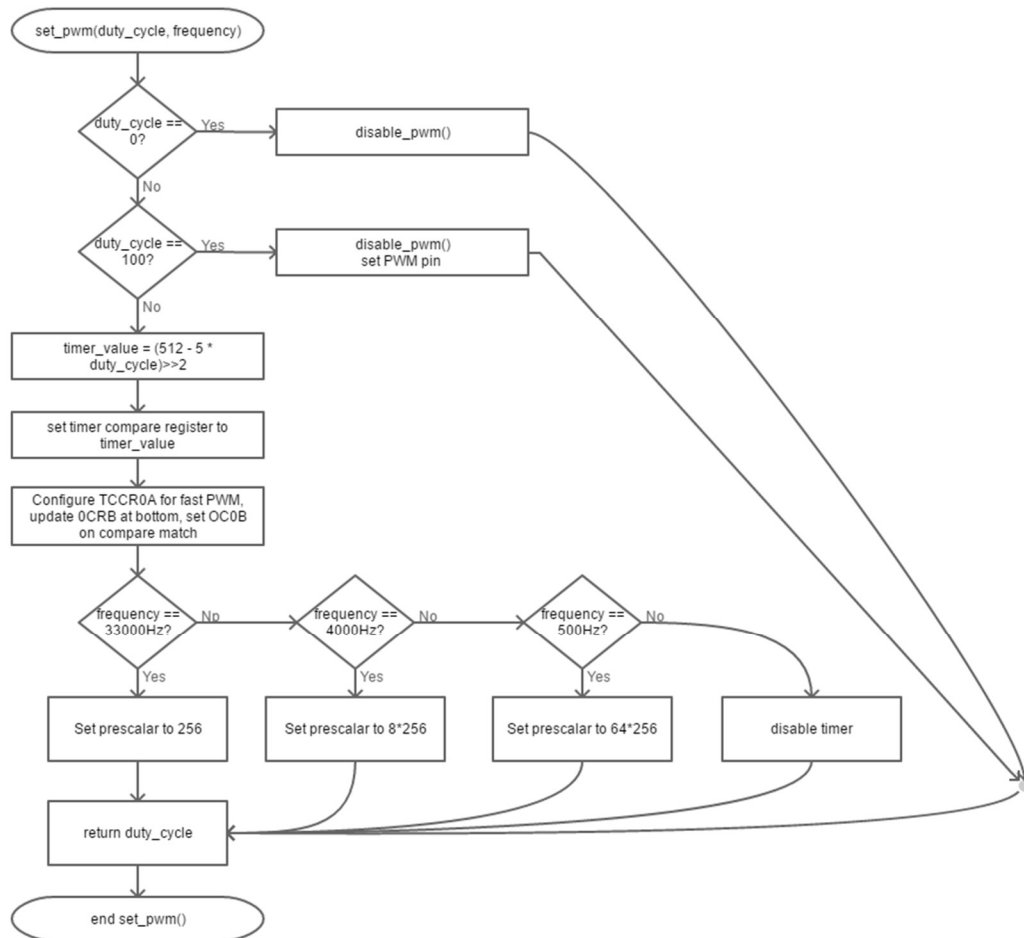 set_pwm(duty_cycle, frequency)
duty_cycle ==
0?
Yes
disable_pwm()
No
duty_cycle ==
100?
Yes
disable_pwm()
set PWM pin
No
timer_value = (512 - 5 *
duty_cycle)>>2
set timer compare register to
timer_value
Configure TCCR0A for fast PWM,
update 0CRB at bottom, set OC0B
on compare match
frequency ==
33000Hz?
No
frequency ==
4000Hz?
No
frequency ==
500Hz?
No
Yes
Yes
Yes
Set prescalar to 256
Set prescalar to 8*256
Set prescalar to 64*256
disable timer
return duty_cycle
end set_pwm()